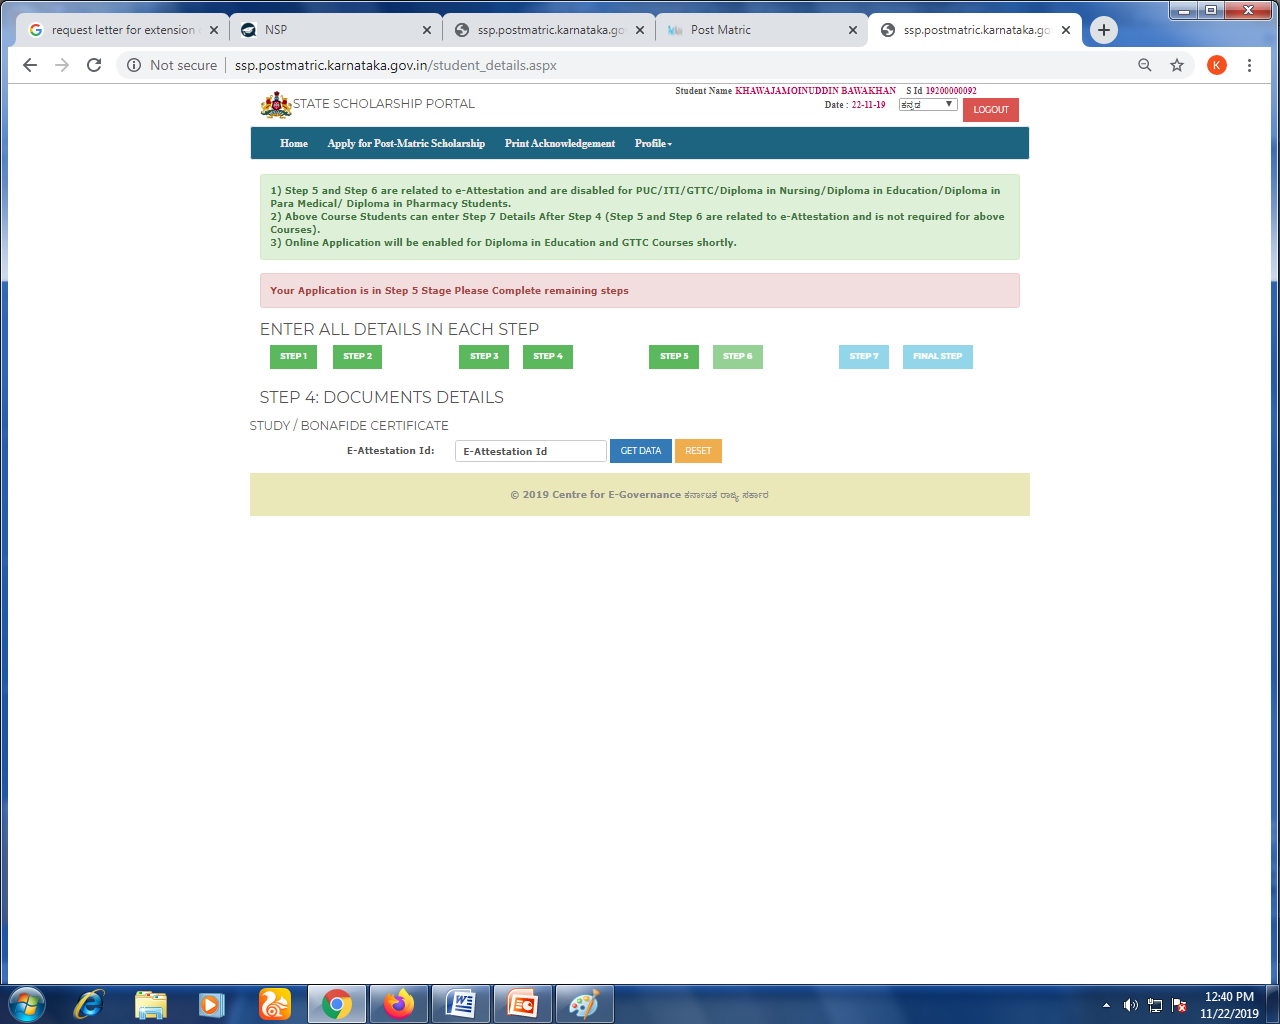 request letter for extension
NSP
ssp.postmatric.karnataka.go
Post Matric
ssp.postmatric.karnataka.go
Not secure | ssp.postmatric.karnataka.gov.in/student_details.aspx
K
STATE SCHOLARSHIP PORTAL
Student Name KHAWAJAMOINUDDIN BAWAKHAN S Id 19200000092
Date : 22-11-19 ಕನ್ನಡ LOGOUT
Home Apply for Post-Matric Scholarship Print Acknowledgement Profile
1) Step 5 and Step 6 are related to e-Attestation and are disabled for PUC/ITI/GTTC/Diploma in Nursing/Diploma in Education/Diploma in
Para Medical/ Diploma in Pharmacy Students.
2) Above Course Students can enter Step 7 Details After Step 4 (Step 5 and Step 6 are related to e-Attestation and is not required for above
Courses).
3) Online Application will be enabled for Diploma in Education and GTTC Courses shortly.
Your Application is in Step 5 Stage Please Complete remaining steps
ENTER ALL DETAILS IN EACH STEP
STEP 1 STEP 2 STEP 3 STEP 4 STEP 5 STEP 6 STEP 7 FINAL STEP
STEP 4: DOCUMENTS DETAILS
STUDY / BONAFIDE CERTIFICATE
E-Attestation Id: E-Attestation Id GET DATA RESET
© 2019 Centre for E-Governance ಕರ್ನಾಟಕ ರಾಜ್ಯ ಸರ್ಕಾರ
12:40 PM
11/22/2019